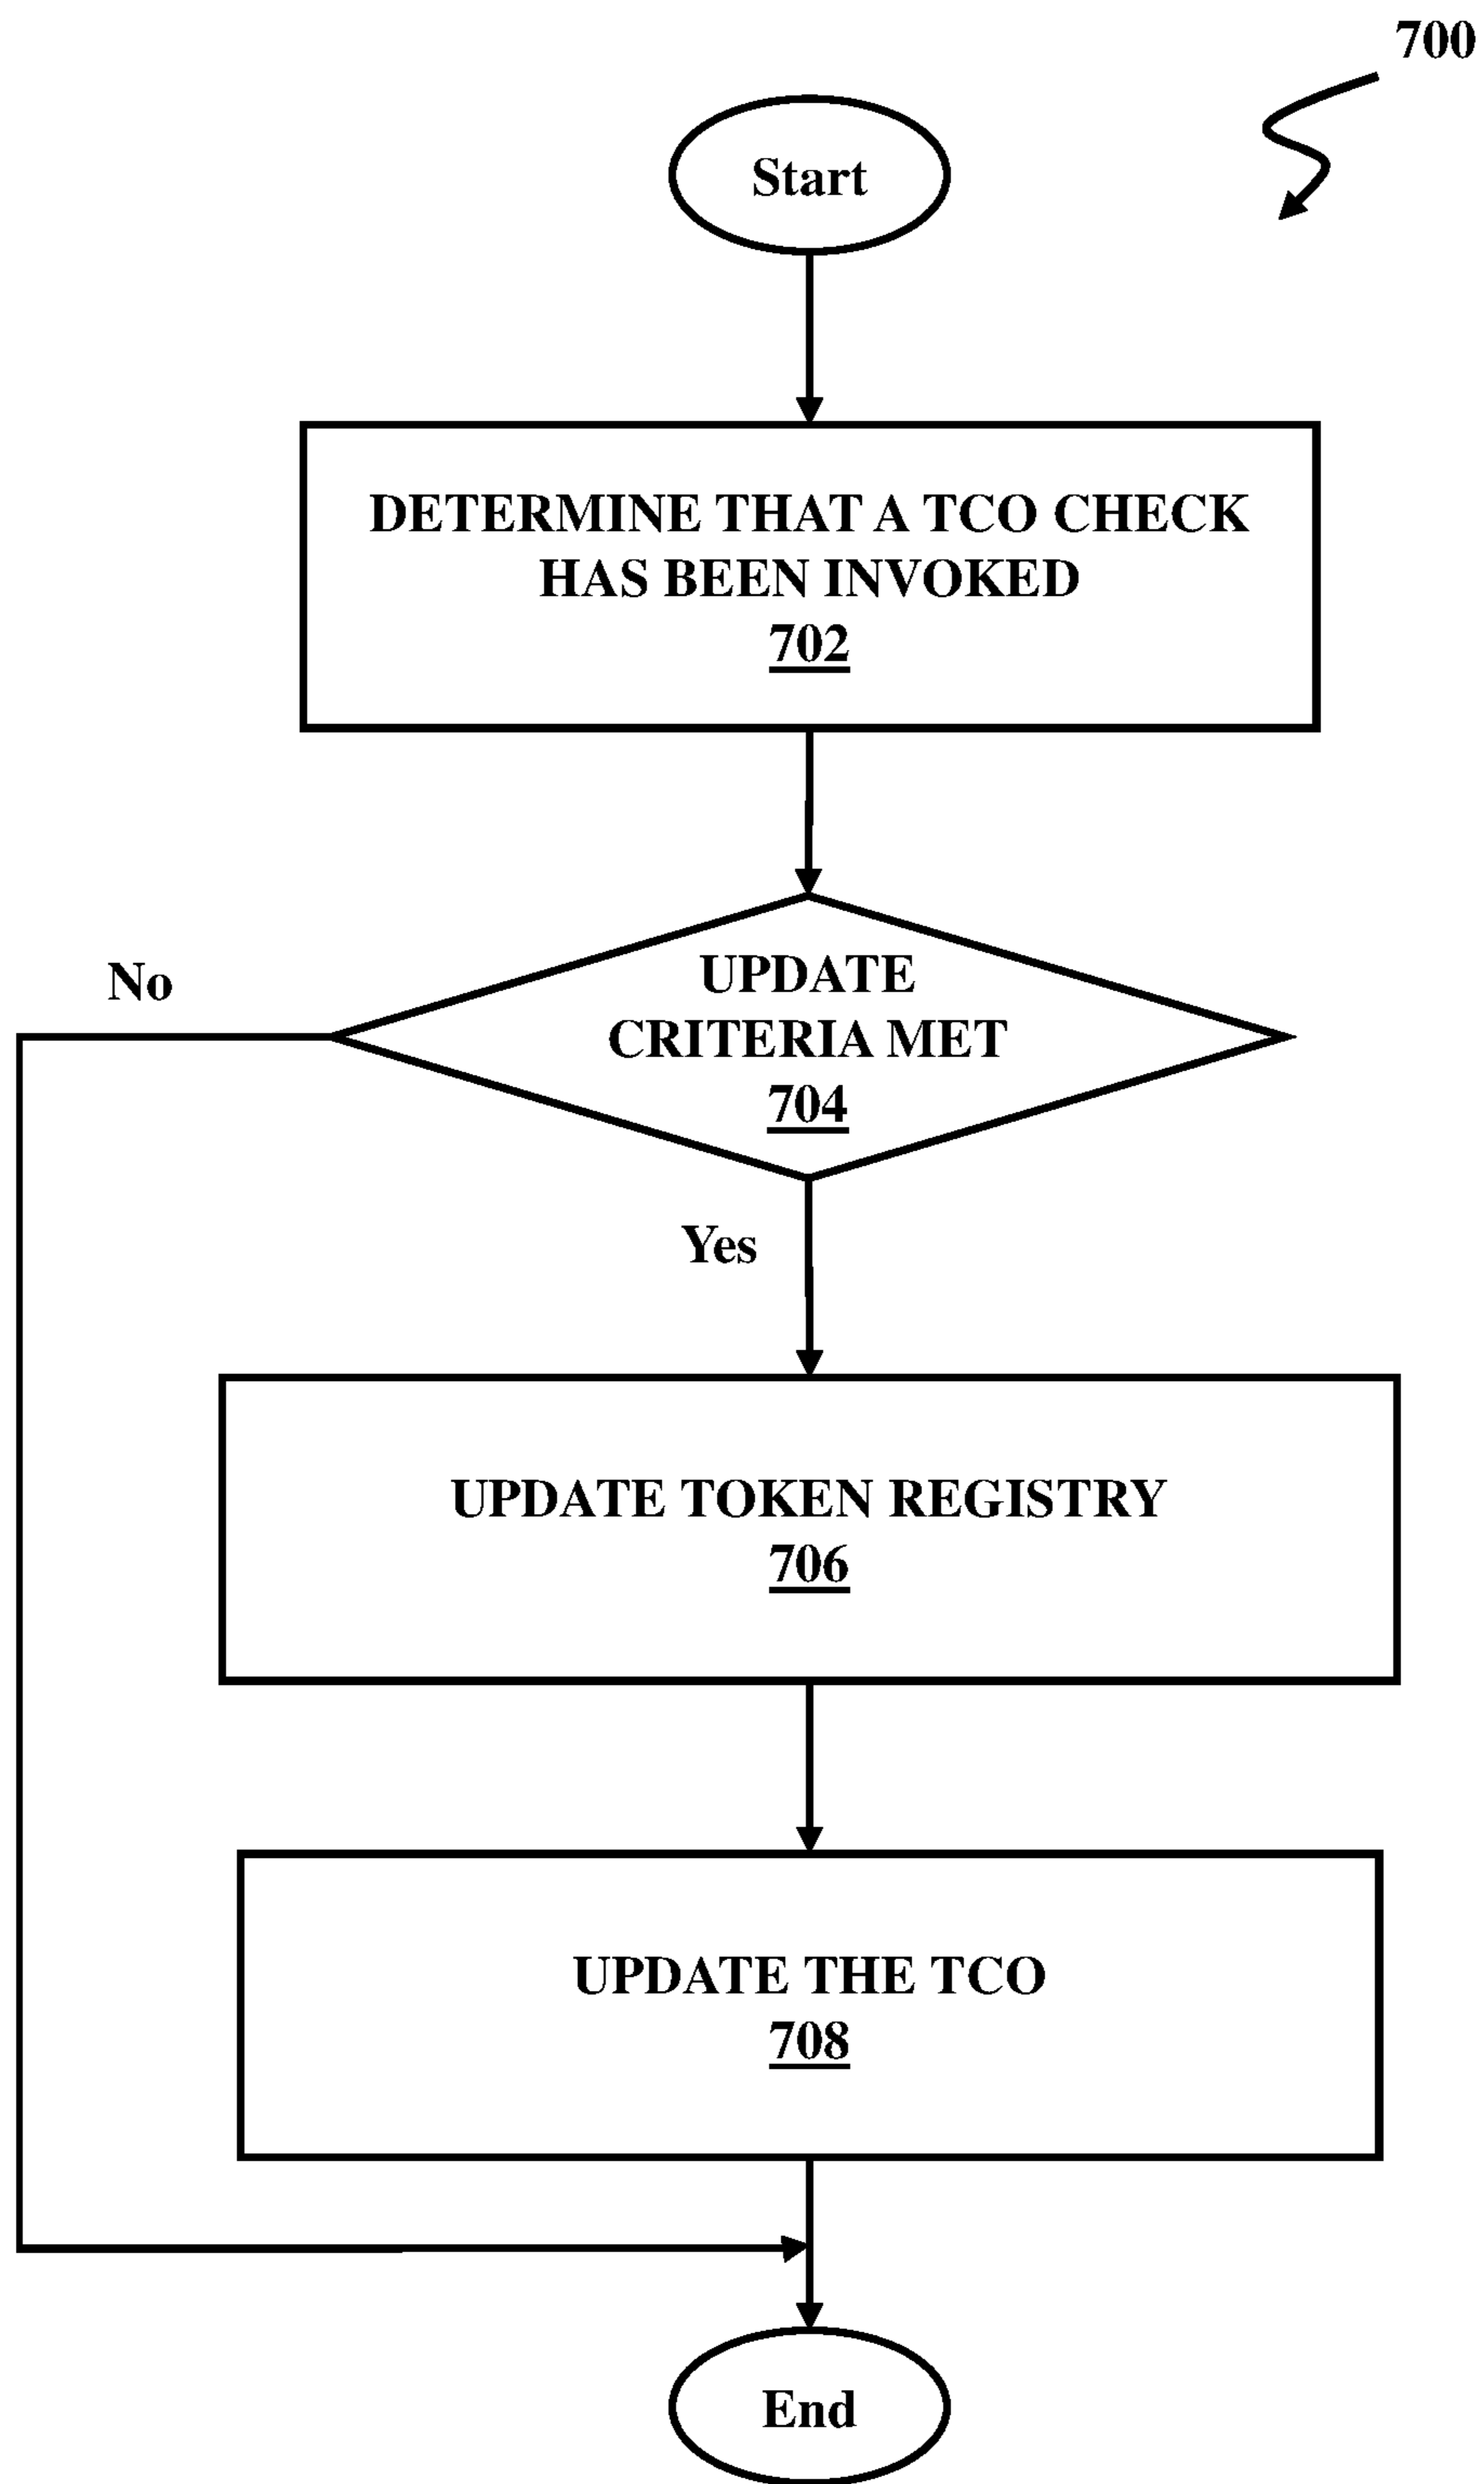 700
Start
DETERMINE THAT A TCO CHECK
HAS BEEN INVOKED
702
UPDATE
CRITERIA MET
704
No
Yes
UPDATE TOKEN REGISTRY
706
UPDATE THE TCO
708
End